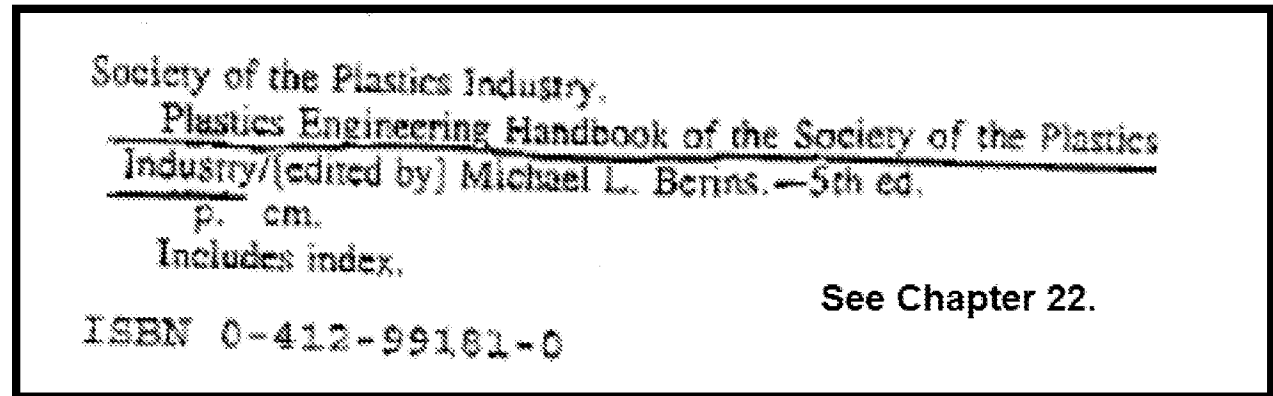 Society of the Plastics Industry.
Plastics Engineering Handbook of the Society of the Plastics
Industry/[edited by] Michael L. Berins.—5th ed.
p. cm.
Includes index.
See Chapter 22.
ISBN 0-412-99181-0